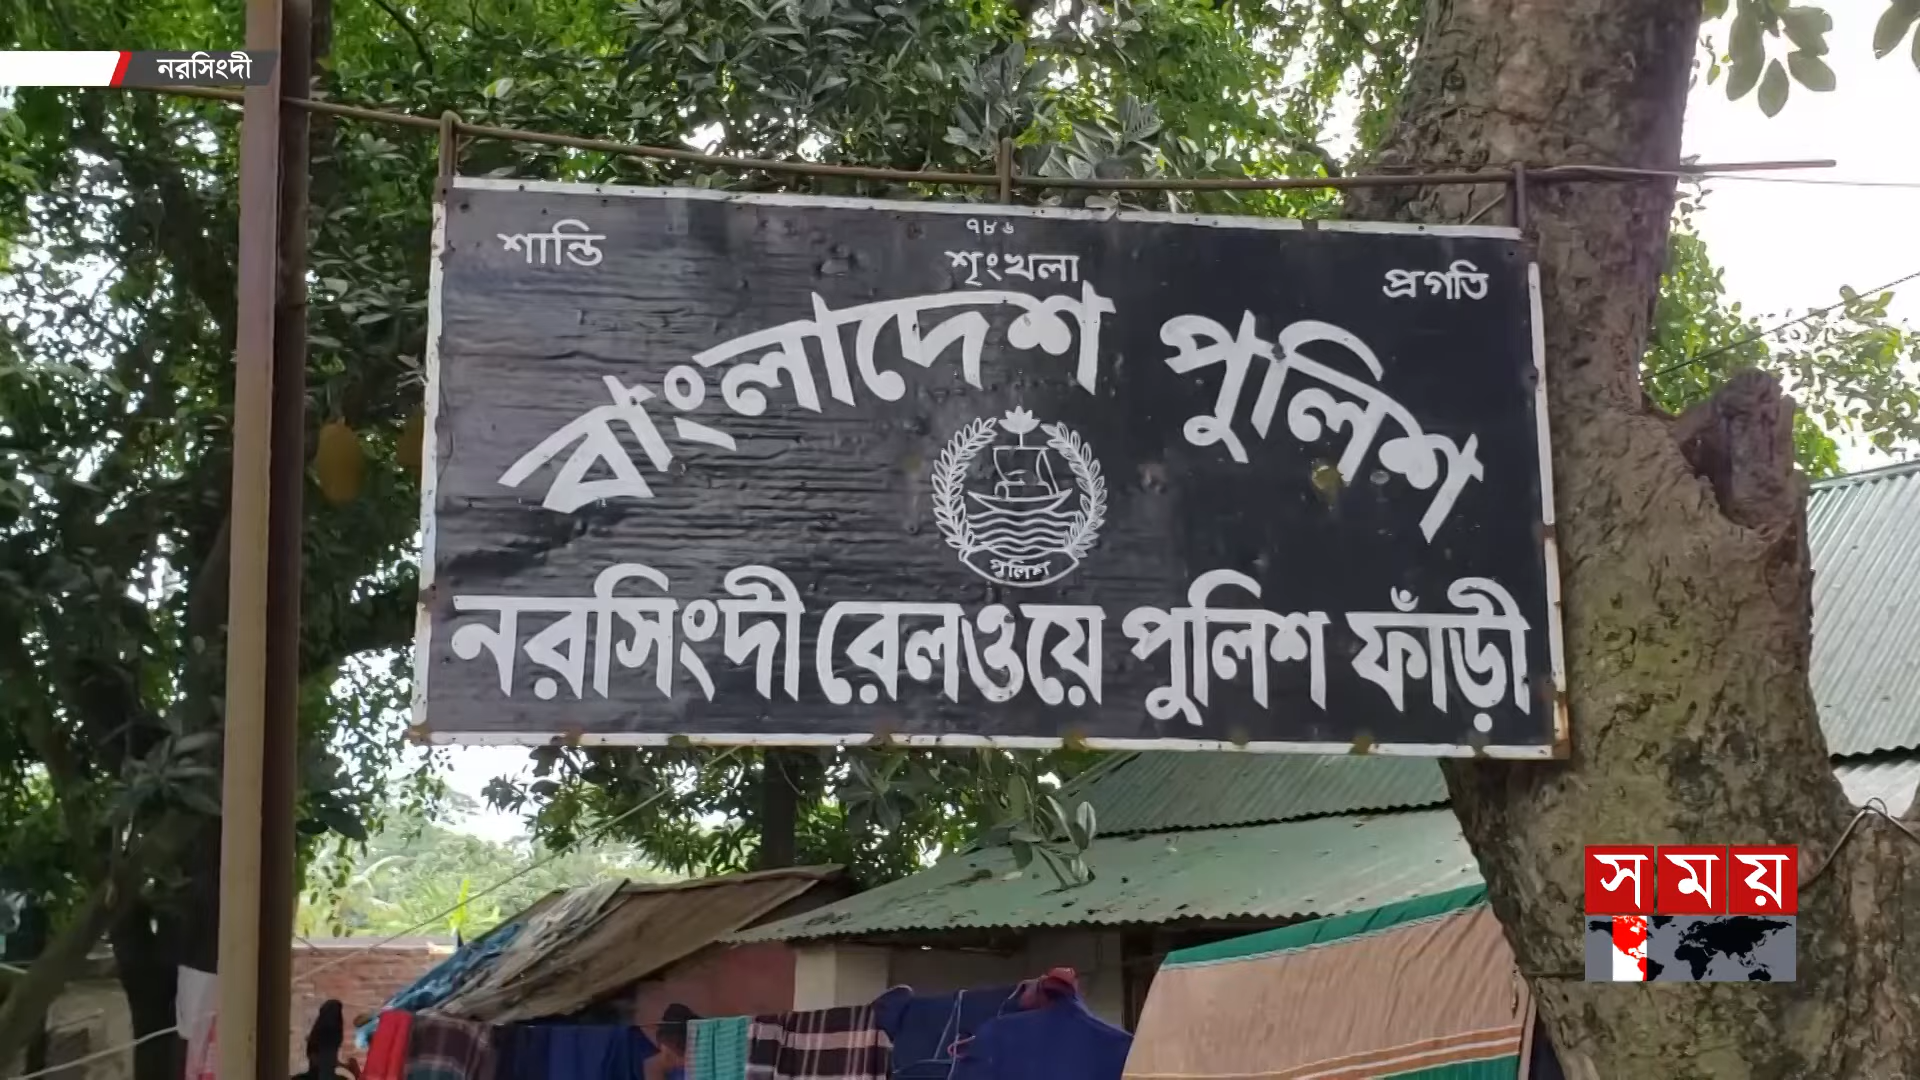 নরসিংদী
৭৮৬
শান্তি শৃংখলা প্রগতি
বাংলাদেশ পুলিশ
পুলিশ
নরসিংদী রেলওয়ে পুলিশ ফাঁড়ী
সময়